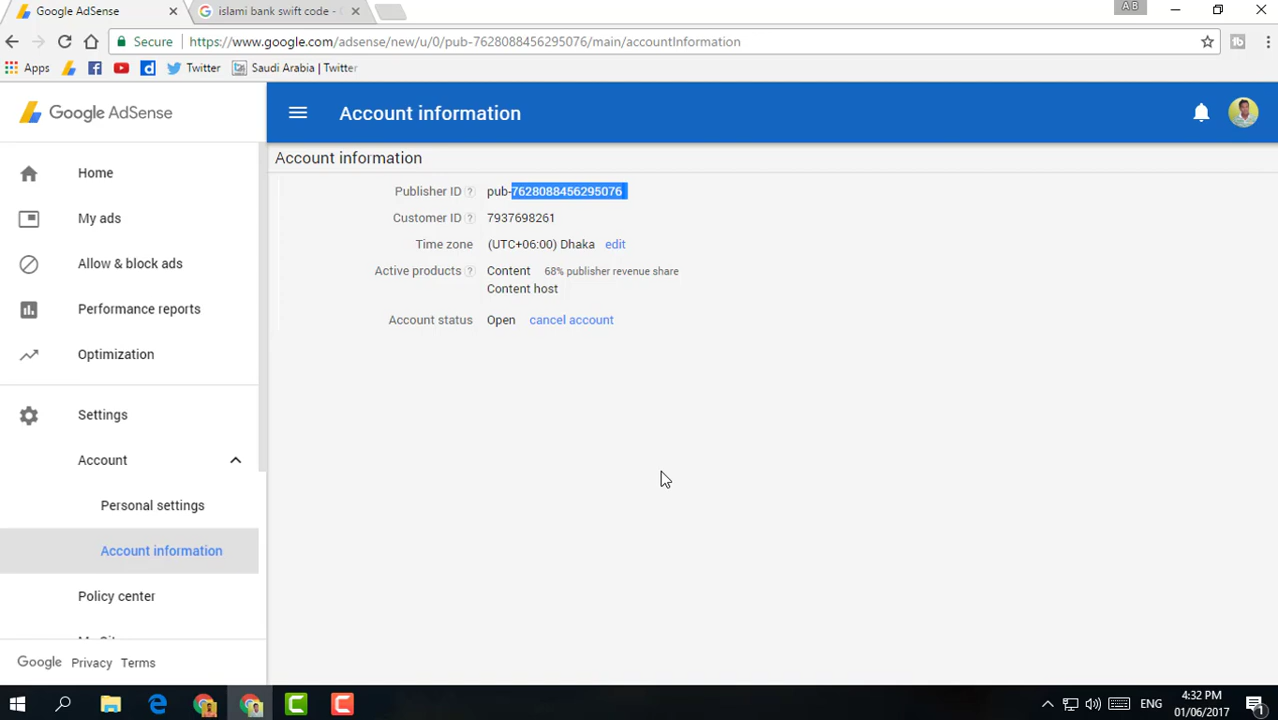 Google AdSense
islami bank swift code - G
A B
Secure https://www.google.com/adsense/new/u/0/pub-7628088456295076/main/accountInformation
Apps Twitter Saudi Arabia | Twitter
Google AdSense
Account information
Account information
Home
My ads
Allow & block ads
Performance reports
Optimization
Settings
Account
Personal settings
Account information
Policy center
Google Privacy Terms
Publisher ID ? pub-7628088456295076
Customer ID ? 7937698261
Time zone (UTC+06:00) Dhaka edit
Active products ? Content 68% publisher revenue share
Content host
Account status Open cancel account
ENG
4:32 PM
01/06/2017
1